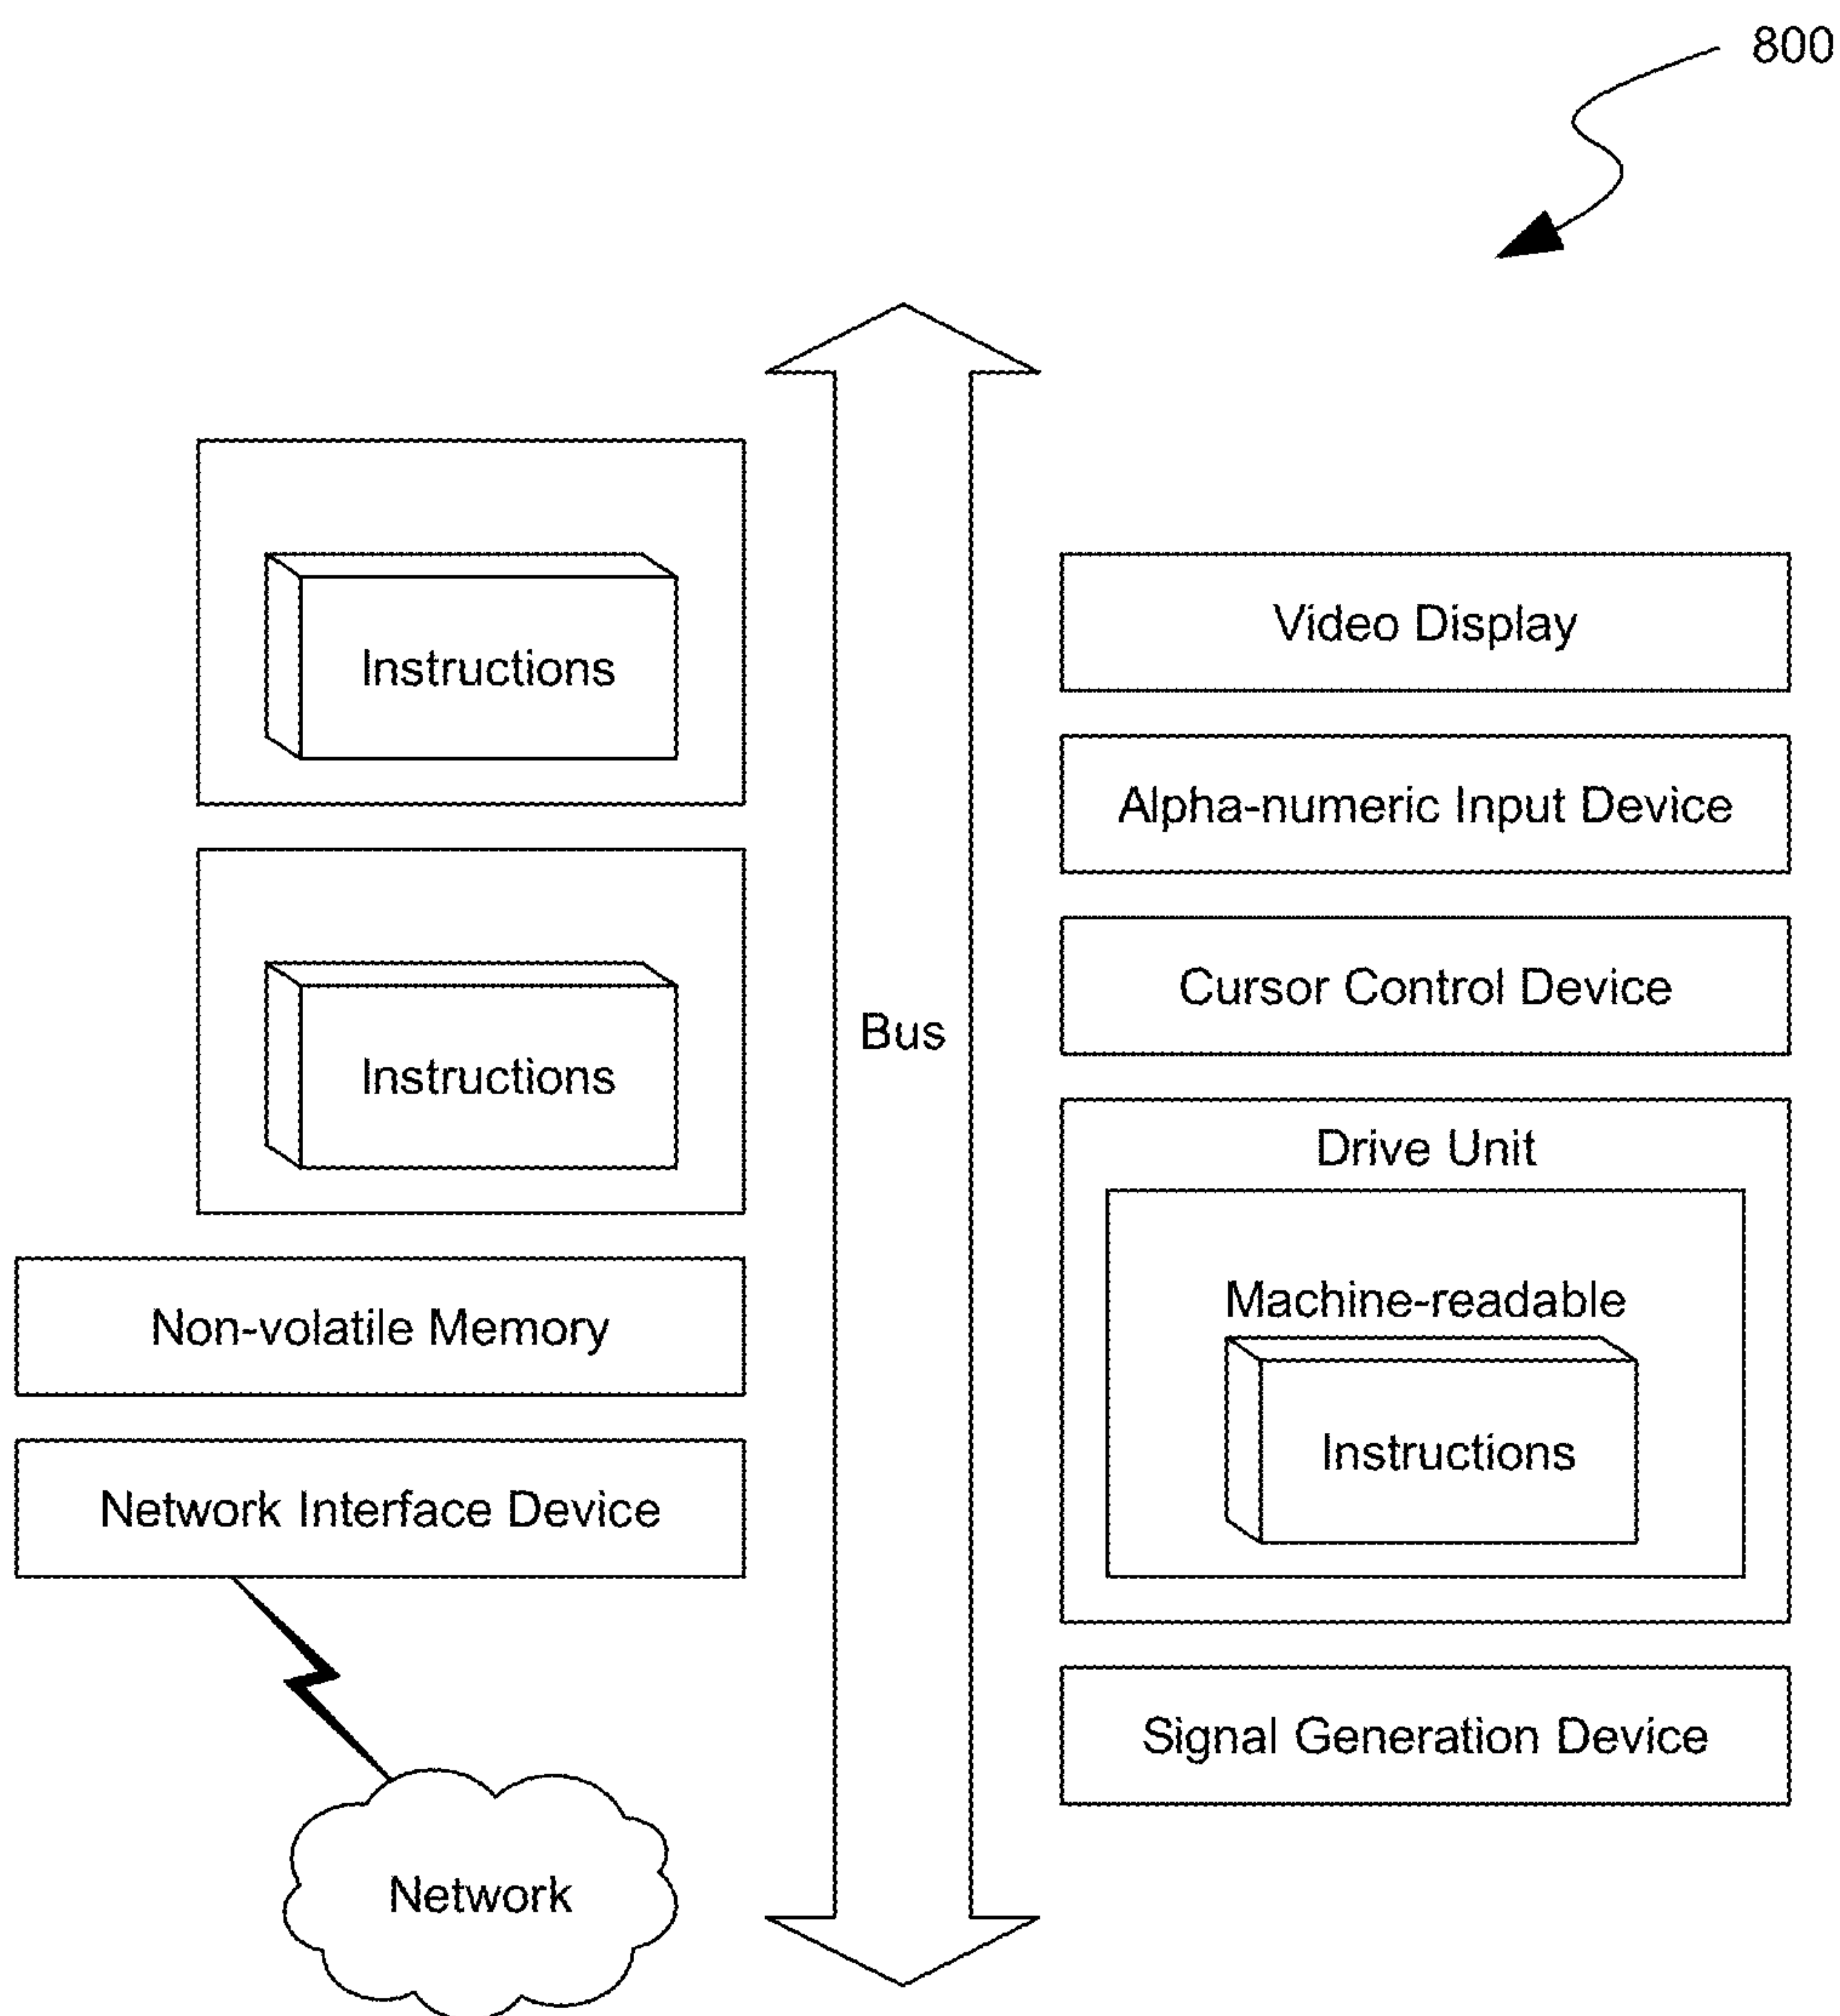 800
Instructions
Instructions
Non-volatile Memory
Network Interface Device
Network
Bus
Video Display
Alpha-numeric Input Device
Cursor Control Device
Drive Unit
Machine-readable
Instructions
Signal Generation Device